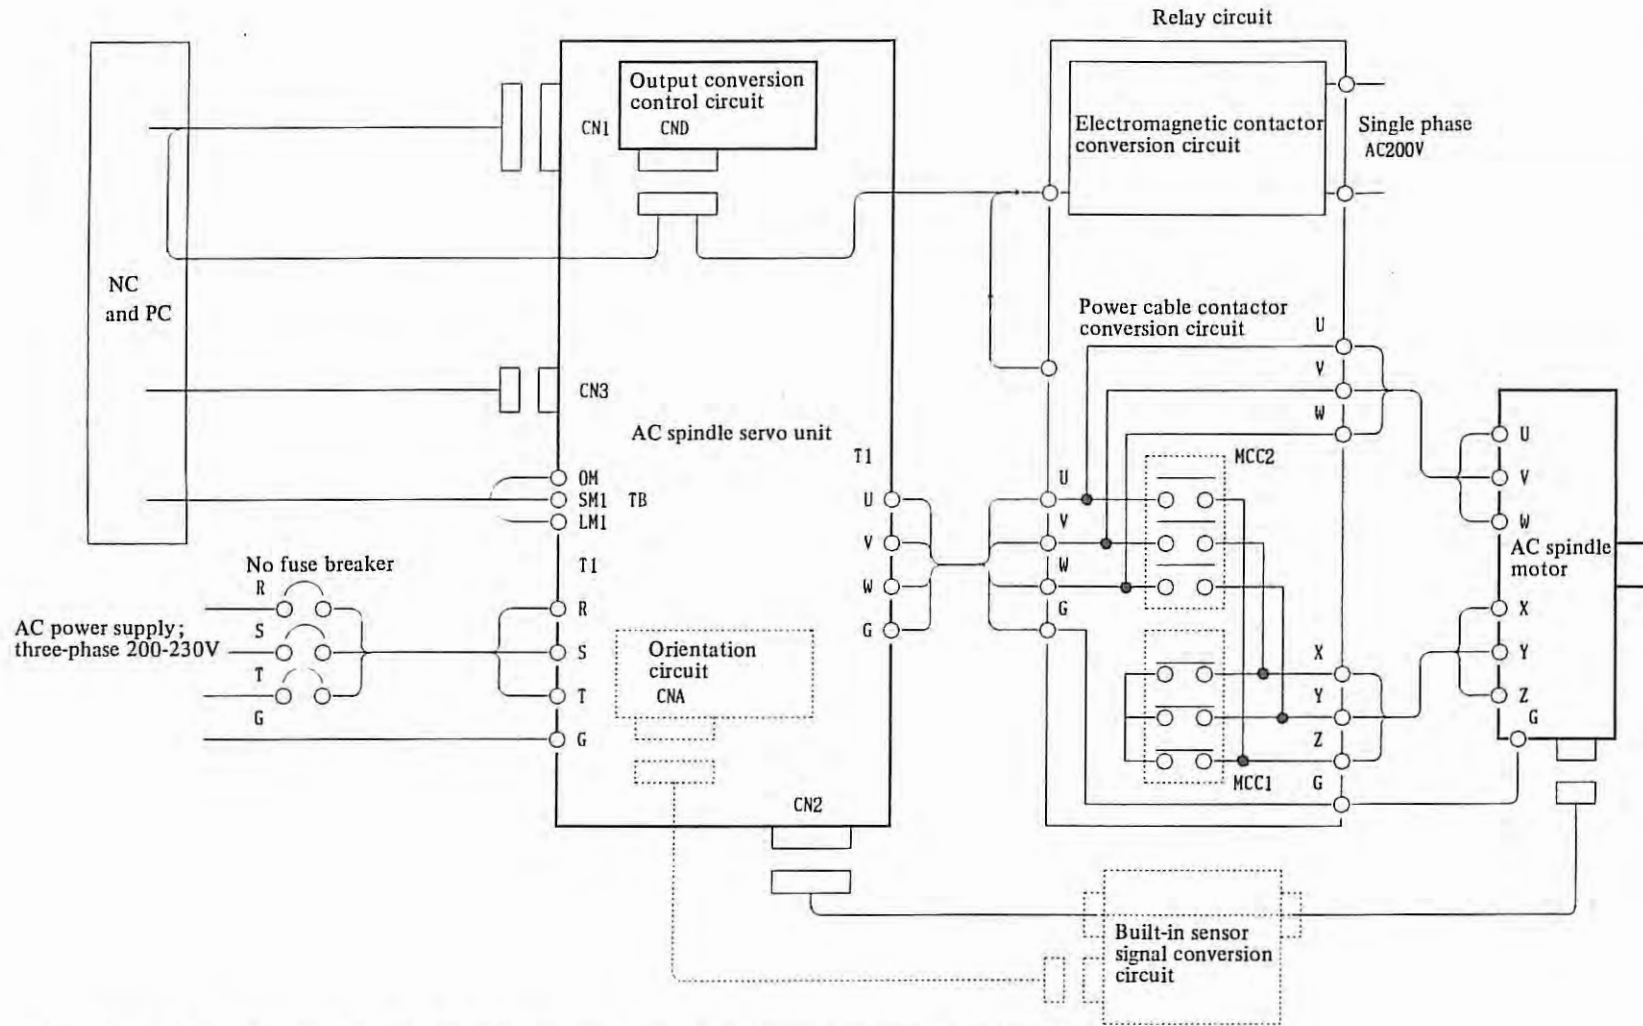 Relay circuit
Output conversion
control circuit
CND
CN1
Electromagnetic contactor
conversion circuit
Single phase
AC200V
NC
and PC
Power cable contactor
conversion circuit
U
V
W
CN3
AC spindle servo unit
T1
MCC2
OM
SM1
LM1
TB
U
V
W
G
U
V
W
G
U
V
W
AC spindle
motor
X
Y
Z
G
No fuse breaker
T1
R
S
T
G
AC power supply;
three-phase 200-230V
R
S
T
G
Orientation
circuit
CNA
X
Y
Z
G
MCC1
CN2
Built-in sensor
signal conversion
circuit